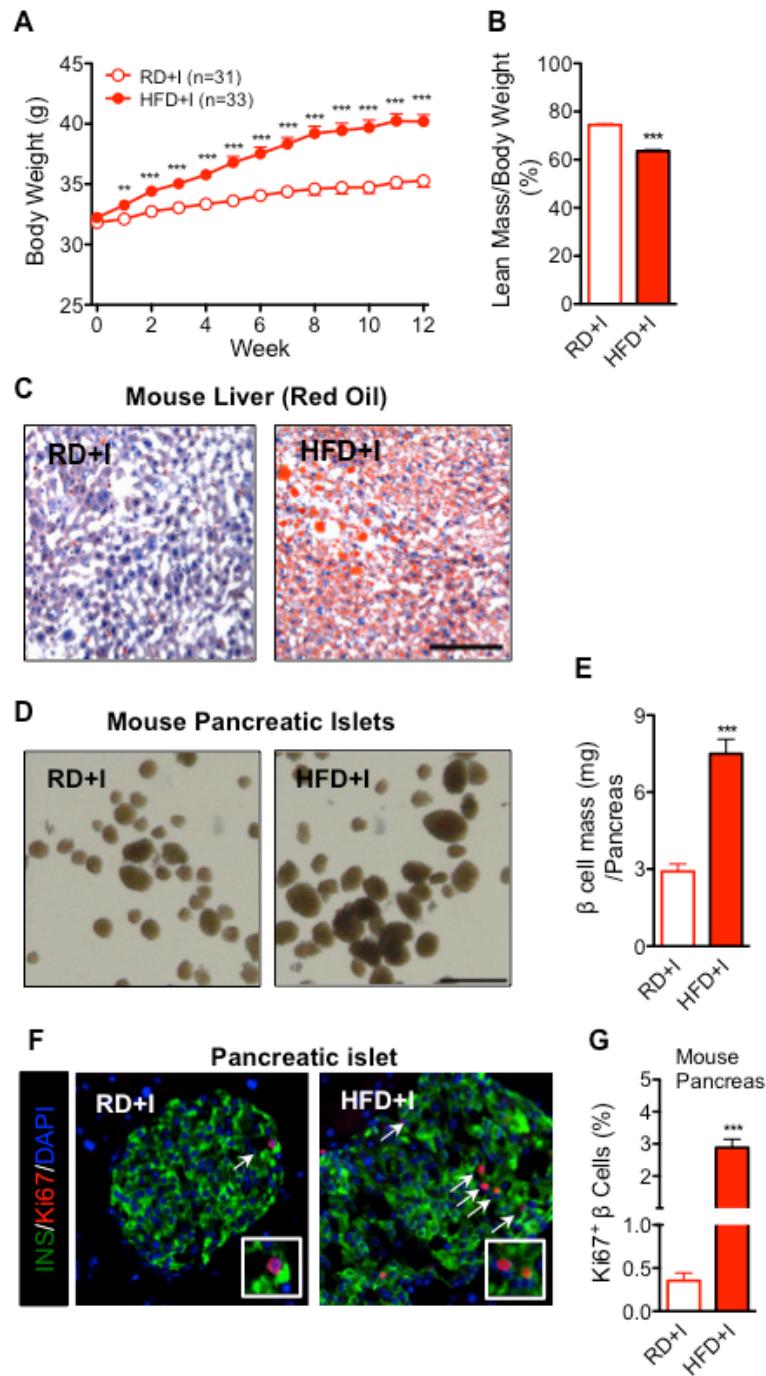 A
Body Weight (g)
45
40
35
30
25
RD+I (n=31)
HFD+I (n=33)
** *** *** *** *** *** *** *** *** *** *** ***
0 2 4 6 8 10 12
Week
B
Lean Mass/Body Weight
(%)
100
80
60
40
20
0
***
RD+I HFD+I
C
Mouse Liver (Red Oil)
RD+I HFD+I
D
Mouse Pancreatic Islets
RD+I HFD+I
E
β cell mass (mg)
/Pancreas
9
6
3
0
***
RD+I HFD+I
F
Pancreatic islet
INS/Ki67/DAPI
RD+I HFD+I
G
Mouse
Pancreas
Ki67⁺ β Cells (%)
5
4
3
2
1.0
0.5
0.0
***
RD+I HFD+I